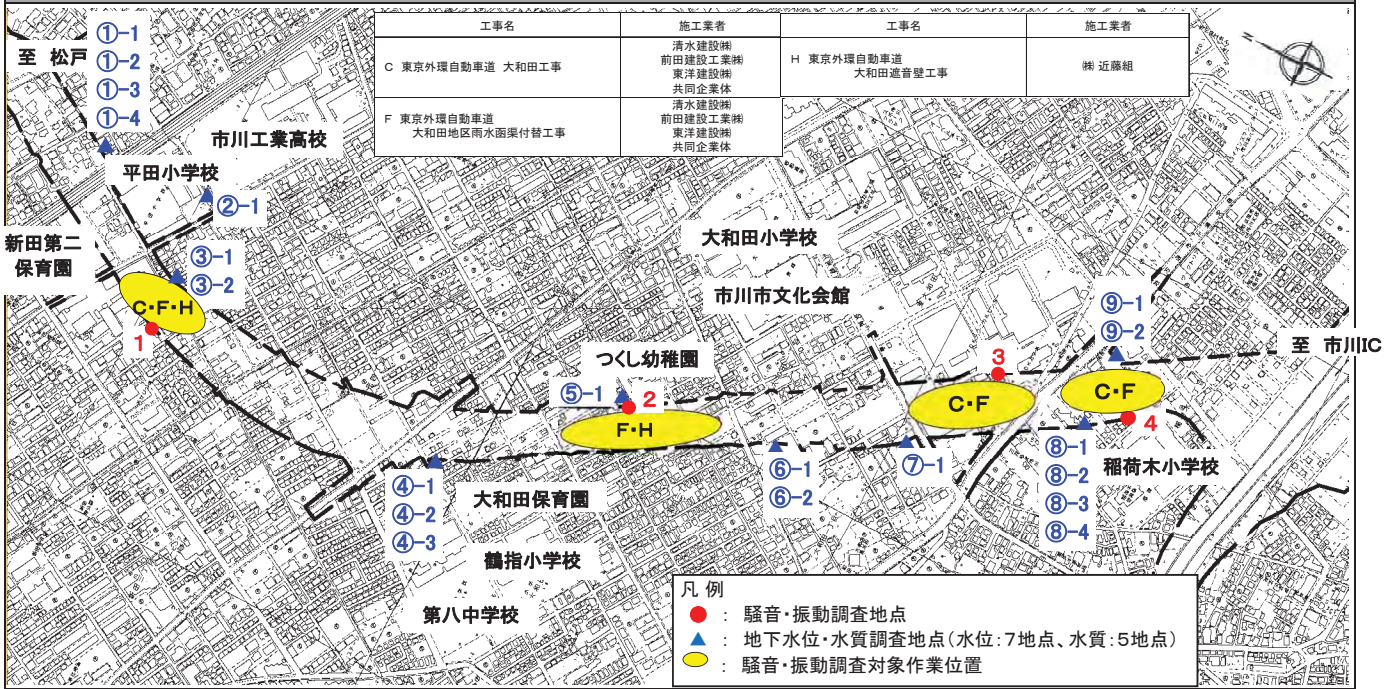 工事名 施工業者 工事名 施工業者
C 東京外環自動車道 大和田工事
清水建設㈱
前田建設工業㈱
東洋建設㈱
共同企業体
H 東京外環自動車道
大和田遮音壁工事
㈱ 近藤組
F 東京外環自動車道
大和田地区雨水函渠付替工事
清水建設㈱
前田建設工業㈱
東洋建設㈱
共同企業体
至 松戸
①-1
①-2
①-3
①-4
市川工業高校
平田小学校
②-1
新田第二
保育園
③-1
③-2
C・F・H
1
大和田小学校
市川市文化会館
つくし幼稚園
⑤-1
2
F・H
3
C・F
⑨-1
⑨-2
至 市川IC
C・F
4
④-1
④-2
④-3
大和田保育園
⑥-1
⑥-2
⑦-1
⑧-1
⑧-2
⑧-3
⑧-4
稲荷木小学校
鶴指小学校
第八中学校
凡 例
： 騒音・振動調査地点
： 地下水位・水質調査地点（水位：7地点、水質：5地点）
： 騒音・振動調査対象作業位置